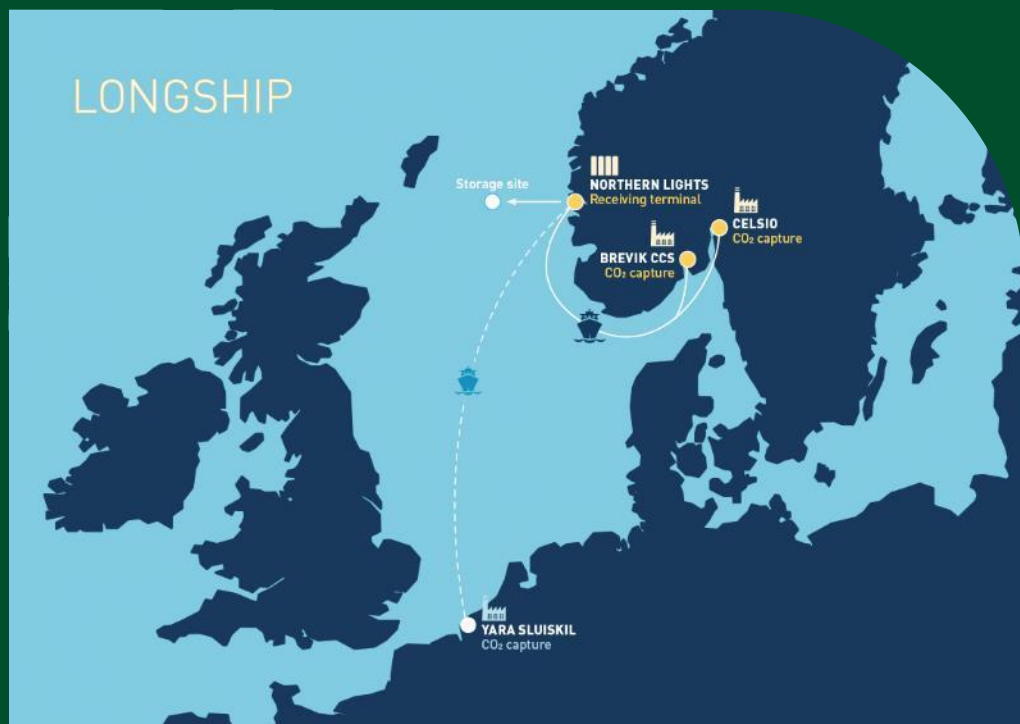 LONGSHIP
Storage site
NORTHERN LIGHTS
Receiving terminal
CELSIO
CO₂ capture
BREVIK CCS
CO₂ capture
YARA SLUISKIL
CO₂ capture